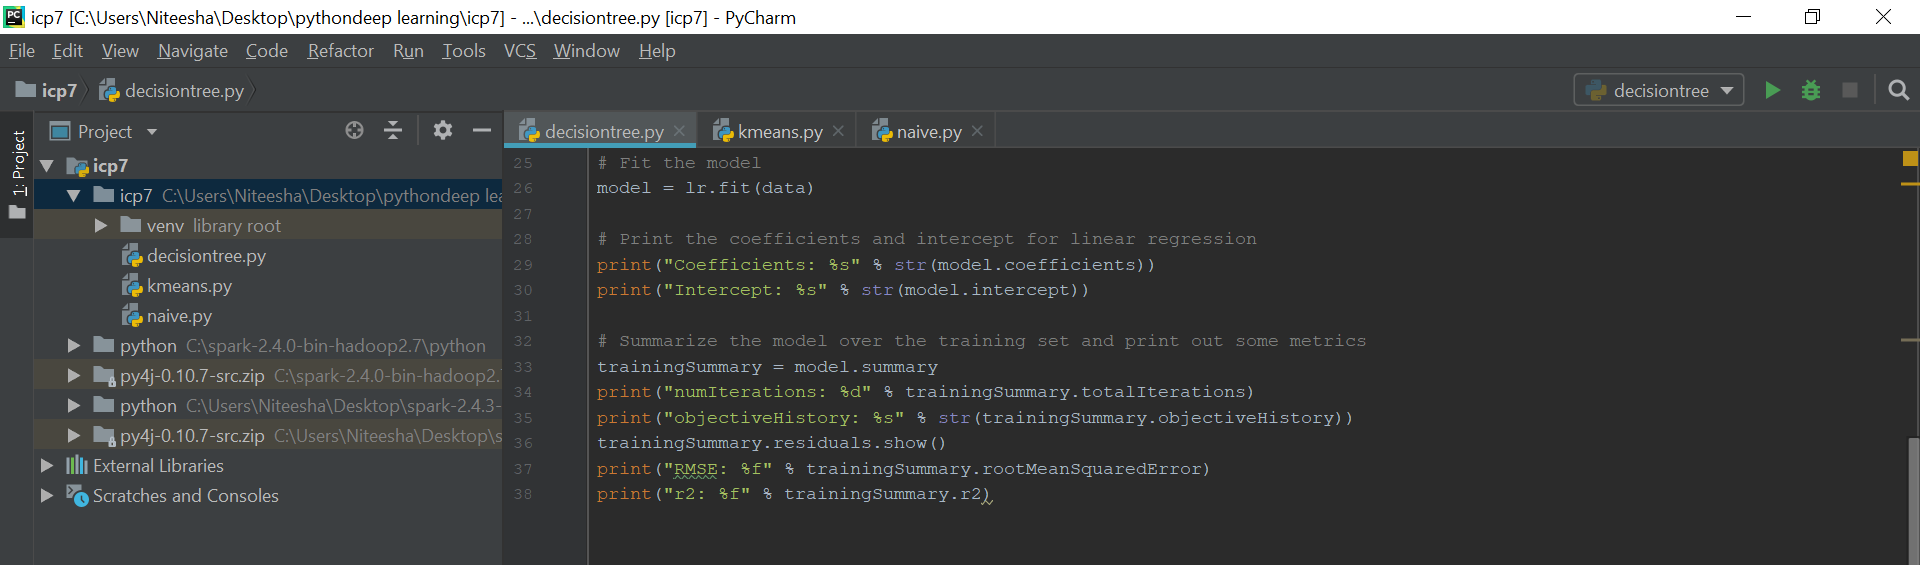 PC icp7 [C:\Users\Niteesha\Desktop\pythondeep learning\icp7] - ...\decisiontree.py [icp7] - PyCharm
File Edit View Navigate Code Refactor Run Tools VCS Window Help
icp7 decisiontree.py decisiontree
1: Project
Project
icp7
icp7 C:\Users\Niteesha\Desktop\pythondeep lea
venv library root
decisiontree.py
kmeans.py
naive.py
python C:\spark-2.4.0-bin-hadoop2.7\python
py4j-0.10.7-src.zip C:\spark-2.4.0-bin-hadoop2.
python C:\Users\Niteesha\Desktop\spark-2.4.3-
py4j-0.10.7-src.zip C:\Users\Niteesha\Desktop\s
External Libraries
Scratches and Consoles
decisiontree.py kmeans.py naive.py
25 # Fit the model
26 model = lr.fit(data)
27
28 # Print the coefficients and intercept for linear regression
29 print("Coefficients: %s" % str(model.coefficients))
30 print("Intercept: %s" % str(model.intercept))
31
32 # Summarize the model over the training set and print out some metrics
33 trainingSummary = model.summary
34 print("numIterations: %d" % trainingSummary.totalIterations)
35 print("objectiveHistory: %s" % str(trainingSummary.objectiveHistory))
36 trainingSummary.residuals.show()
37 print("RMSE: %f" % trainingSummary.rootMeanSquaredError)
38 print("r2: %f" % trainingSummary.r2)